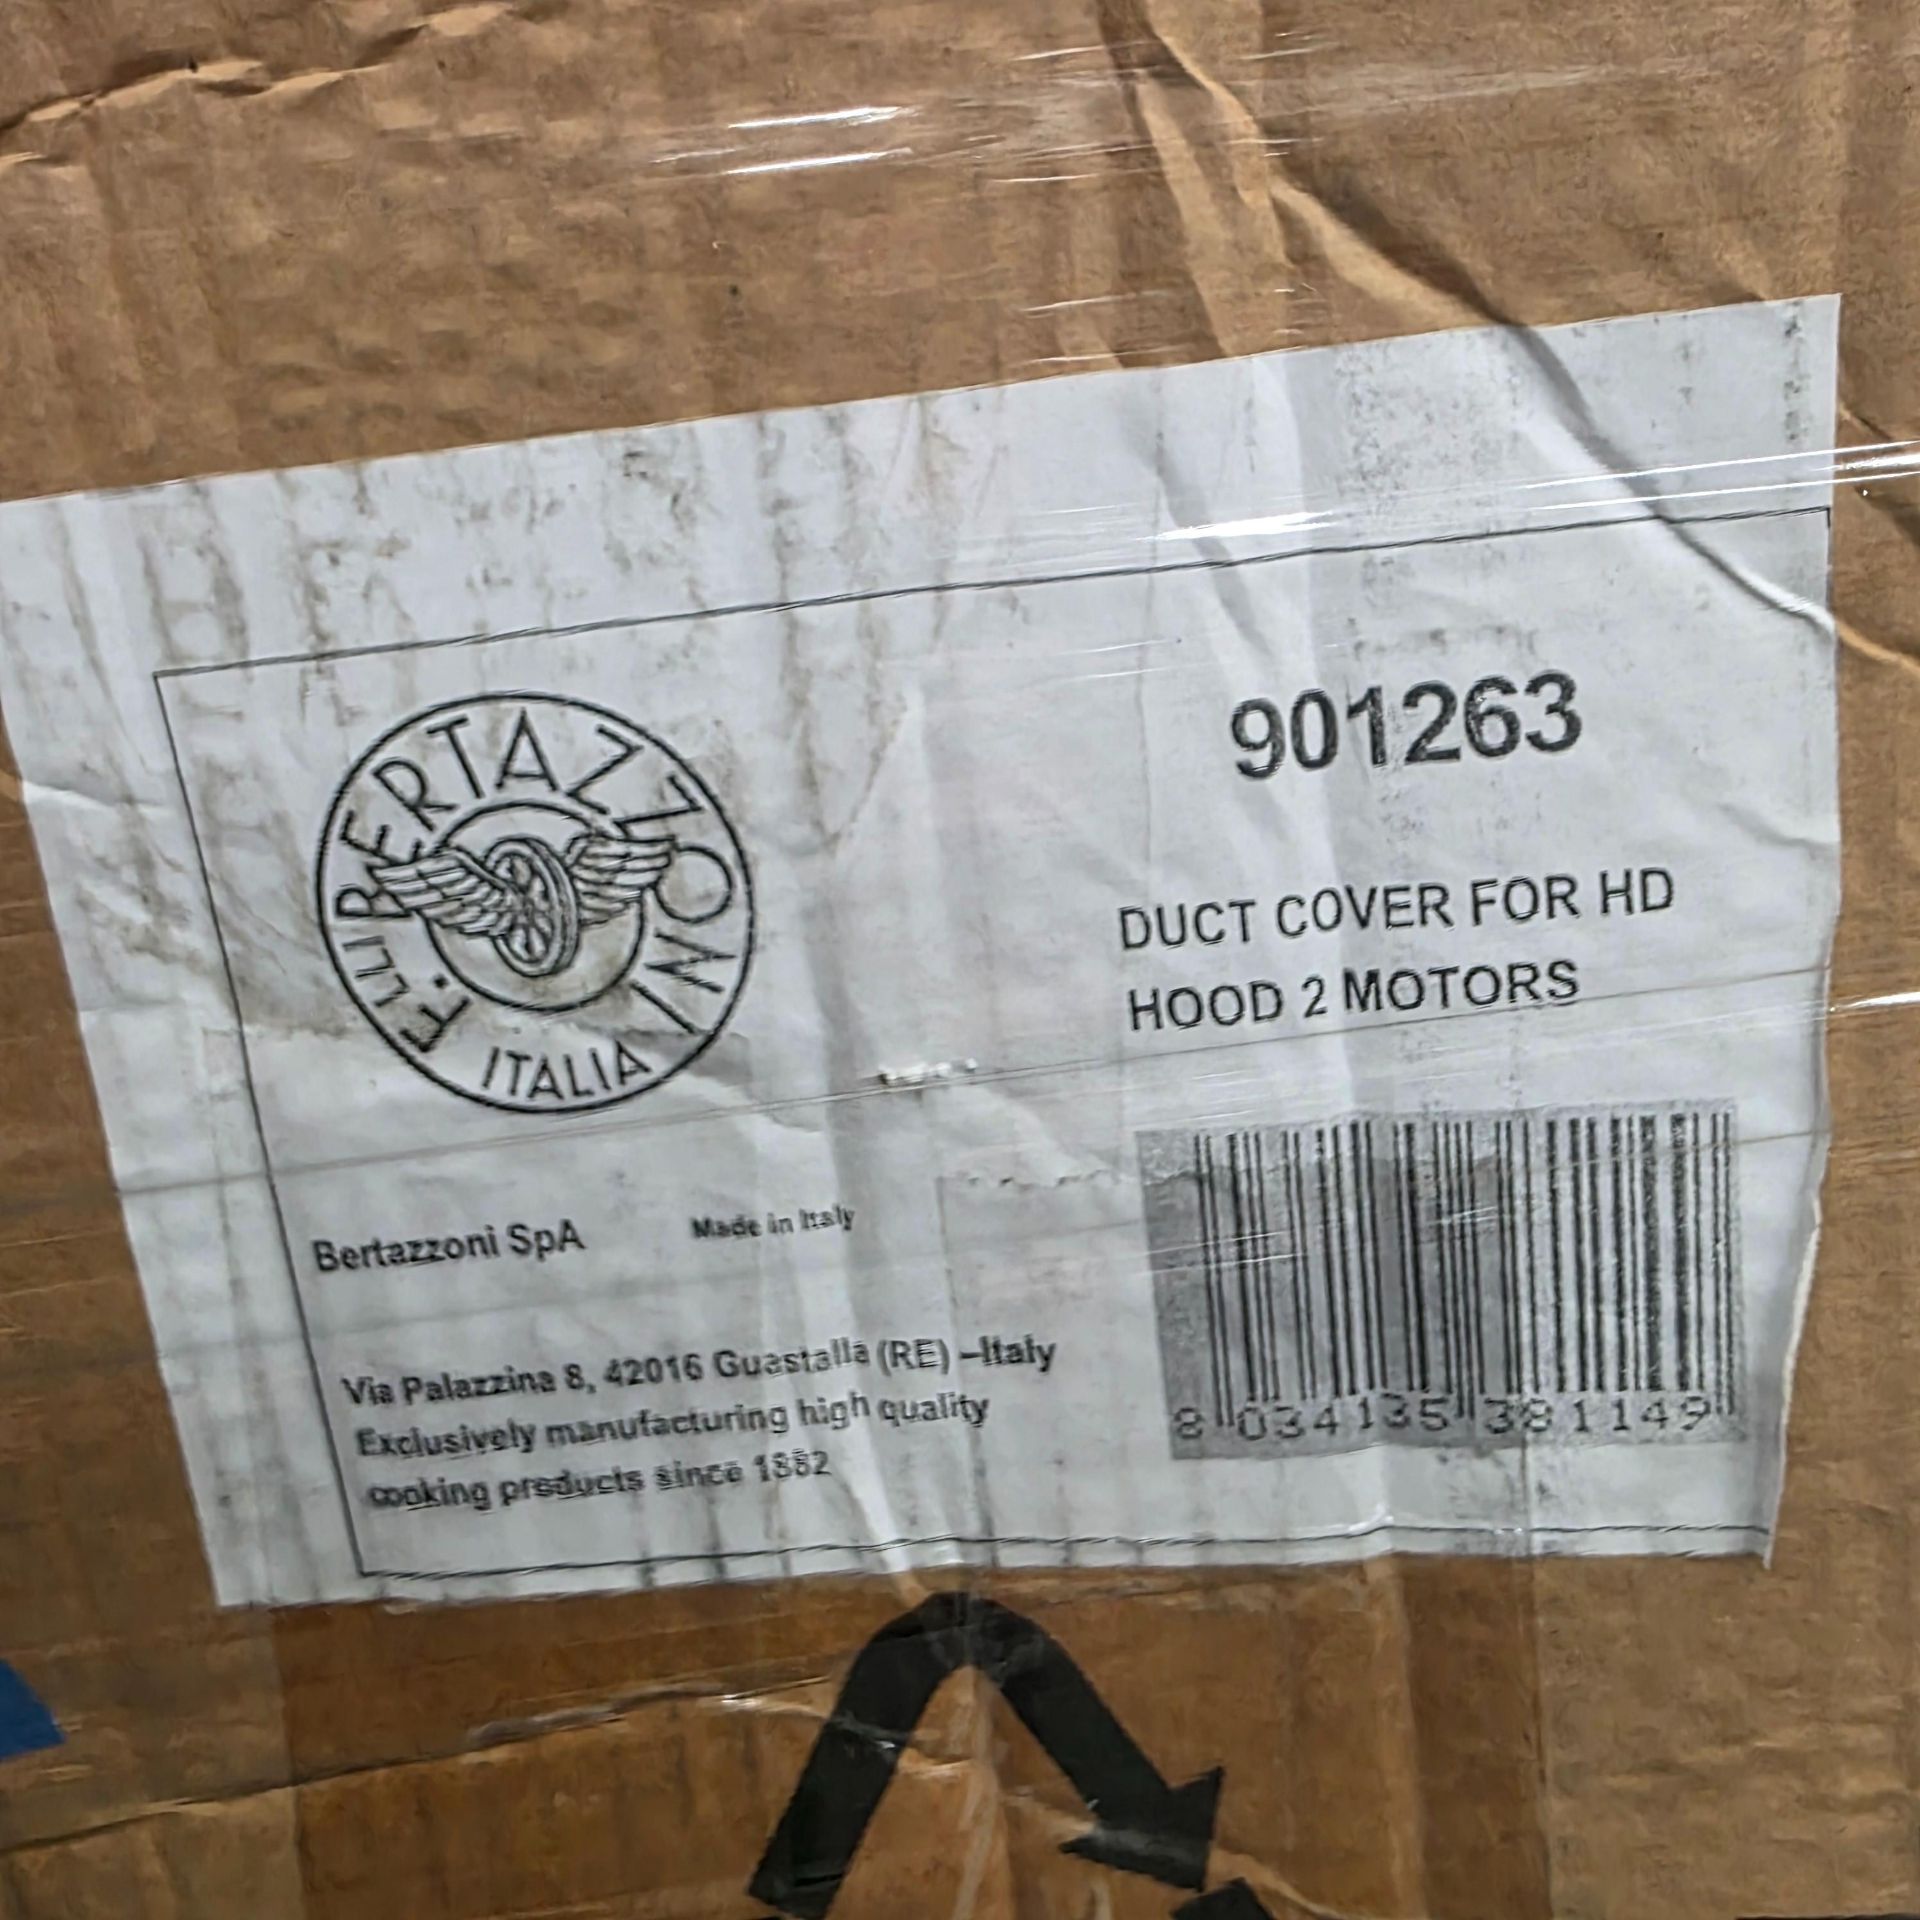 F.LLI BERTAZZONI
ITALIA
901263
DUCT COVER FOR HD
HOOD 2 MOTORS
Bertazzoni SpA Made in Italy
Via Palazzina 8, 42016 Guastalla (RE) –Italy
Exclusively manufacturing high quality
cooking products since 1882
8 034135 381149